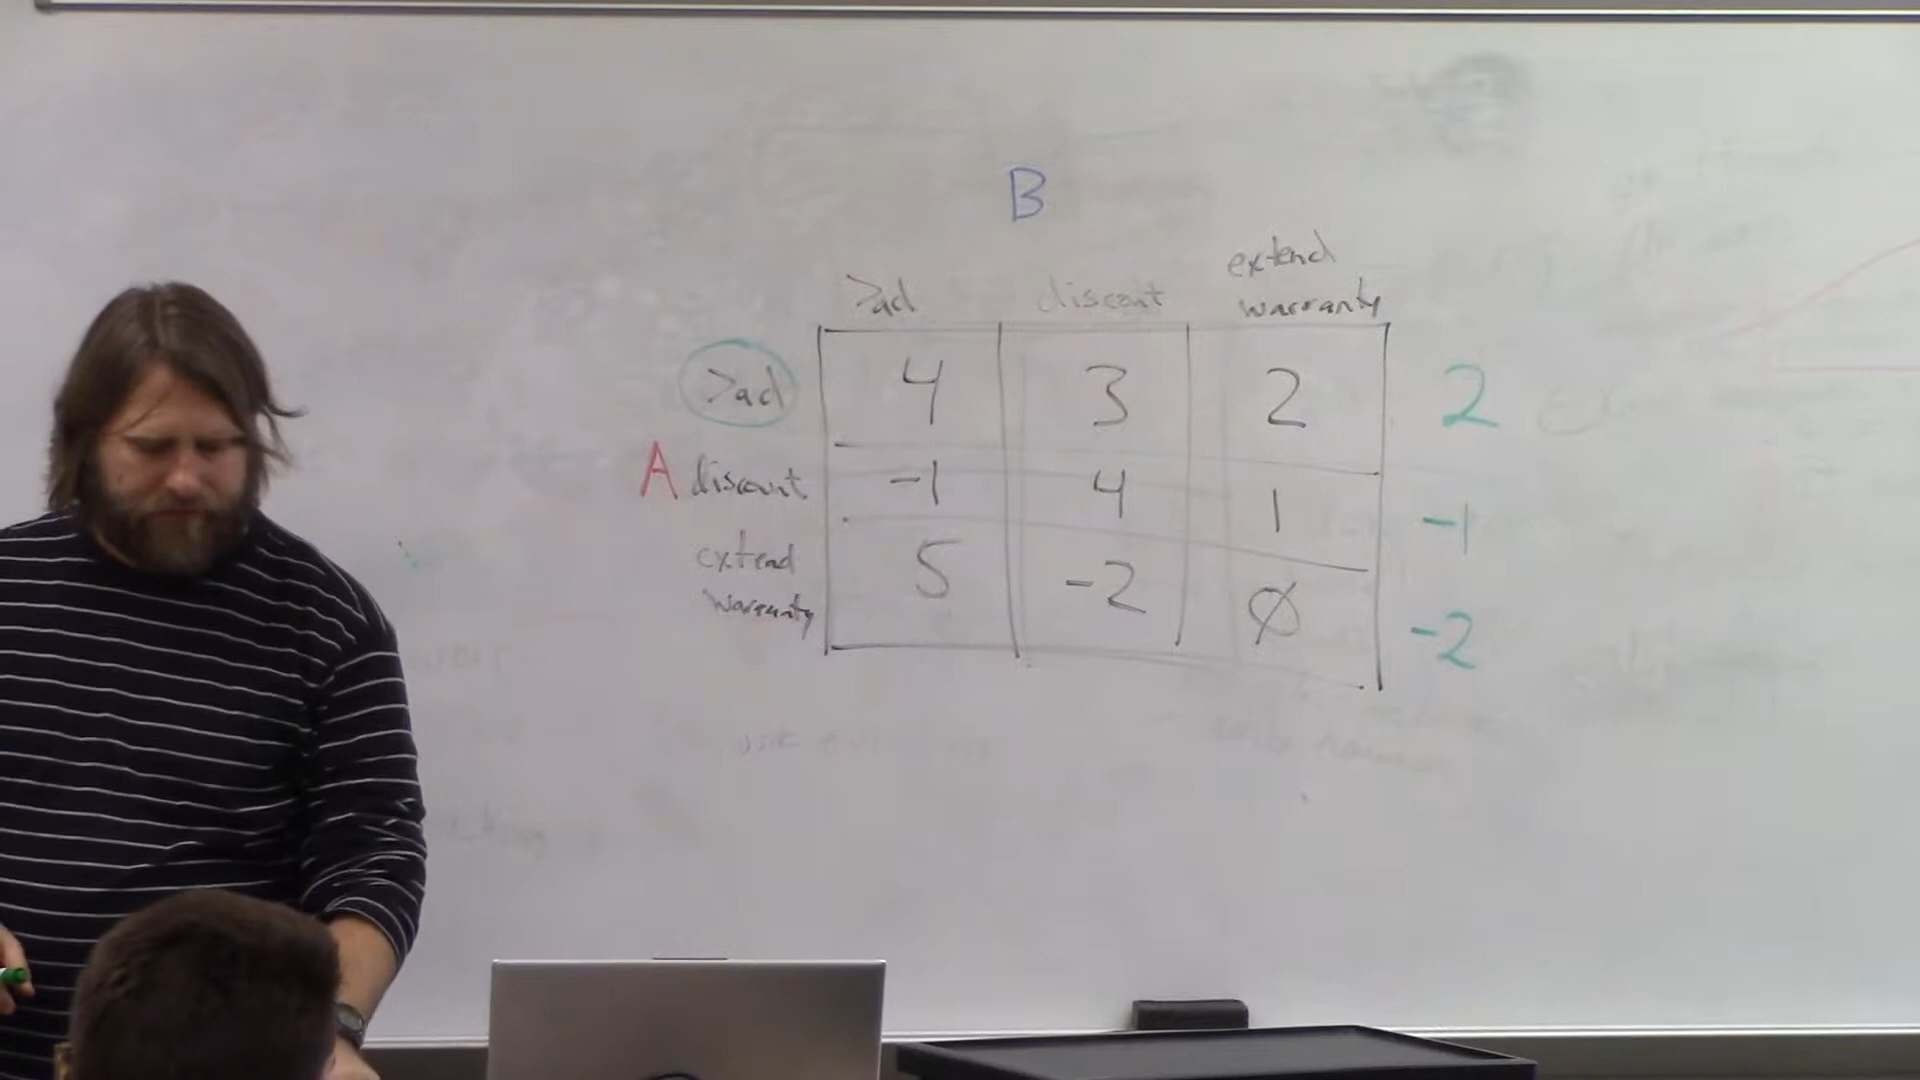 B
>ad discount extend warranty
>ad 4 3 2 2
A discount -1 4 1 -1
extend warranty 5 -2 Ø -2